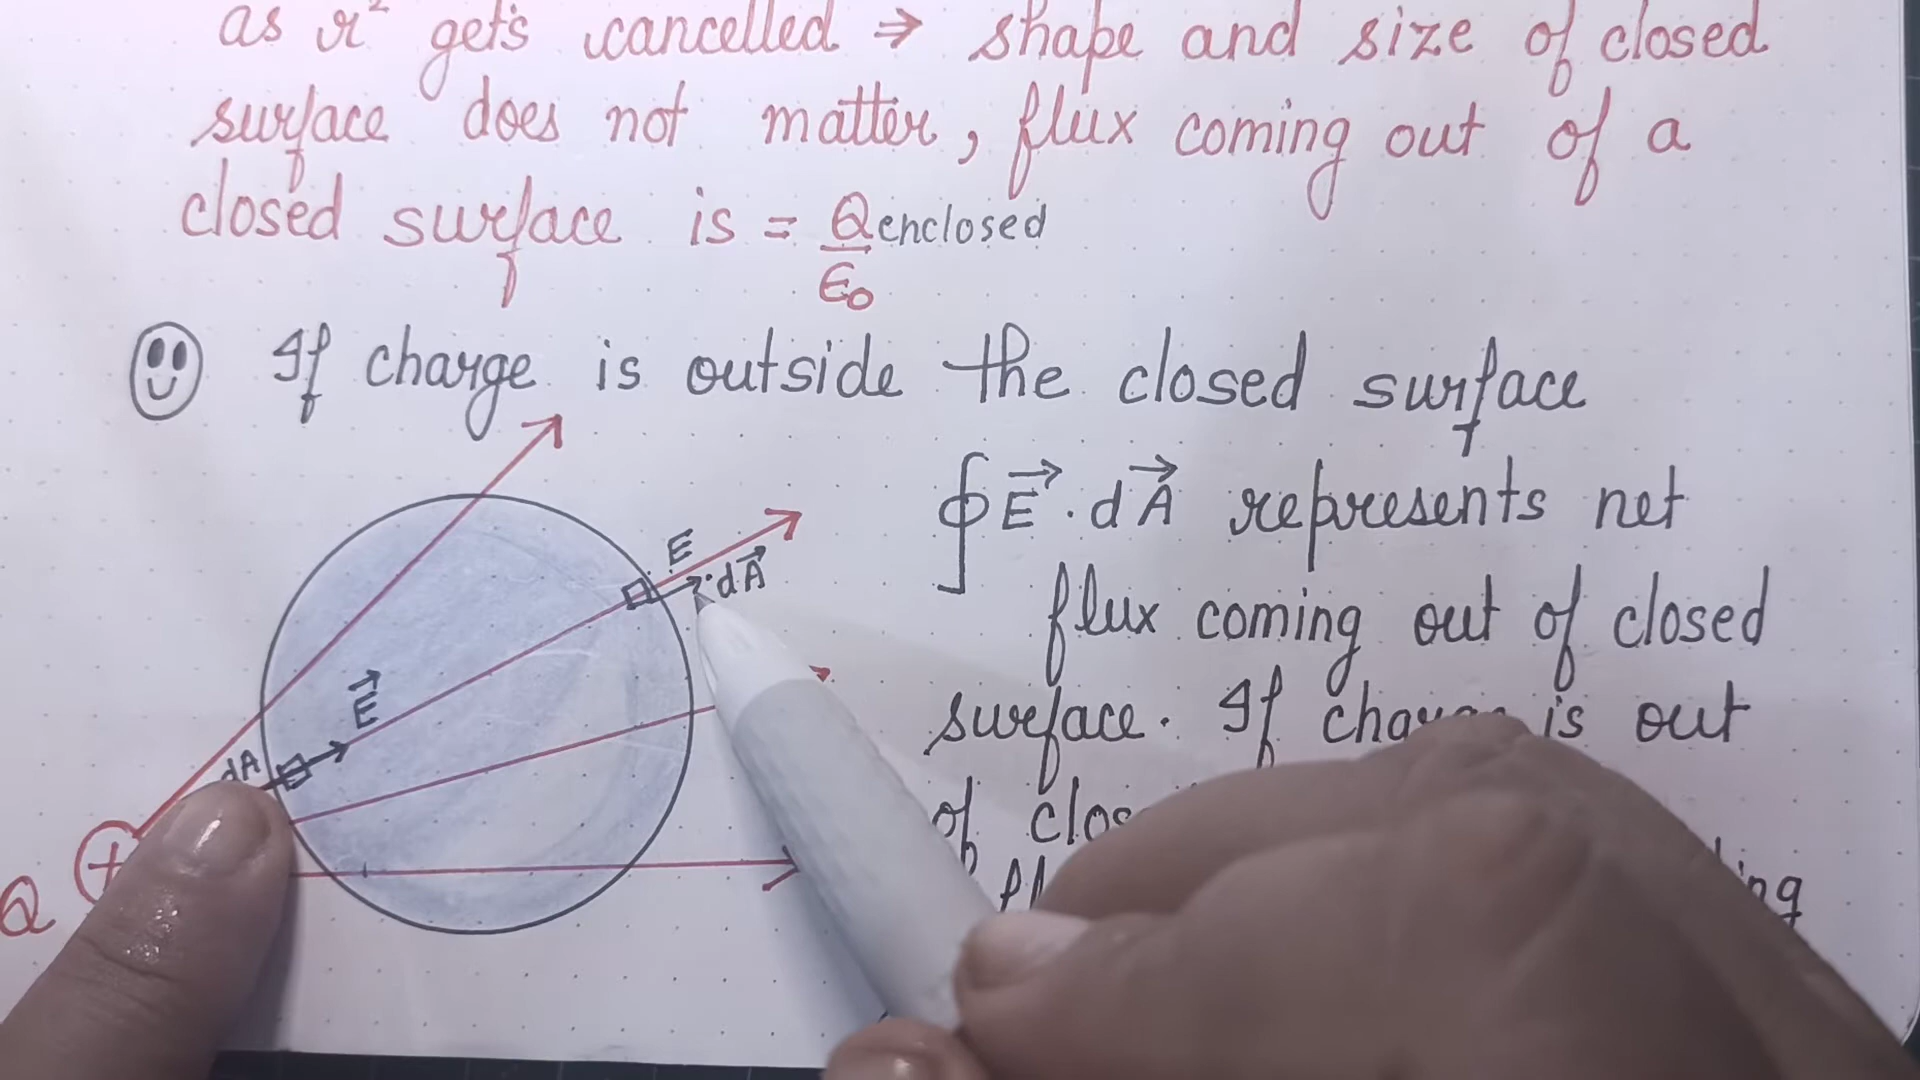 as r² gets cancelled ⇒ shape and size of closed
surface does not matter, flux coming out of a
closed surface is = Qenclosed
ϵ₀
If charge is outside the closed surface
∮E⃗.dA⃗ represents net
flux coming out of closed
surface. If charge is out
of
E
dA⃗
E⃗
dA
+
Q